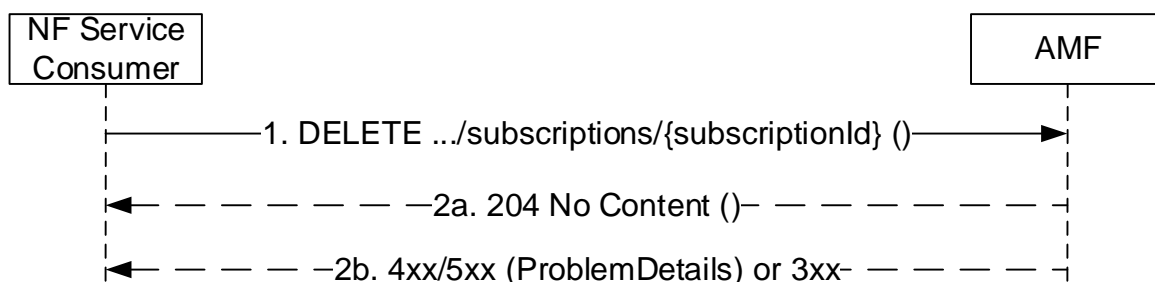 NF Service
Consumer
AMF
1. DELETE .../subscriptions/{subscriptionId} ()
2a. 204 No Content ()
2b. 4xx/5xx (ProblemDetails) or 3xx